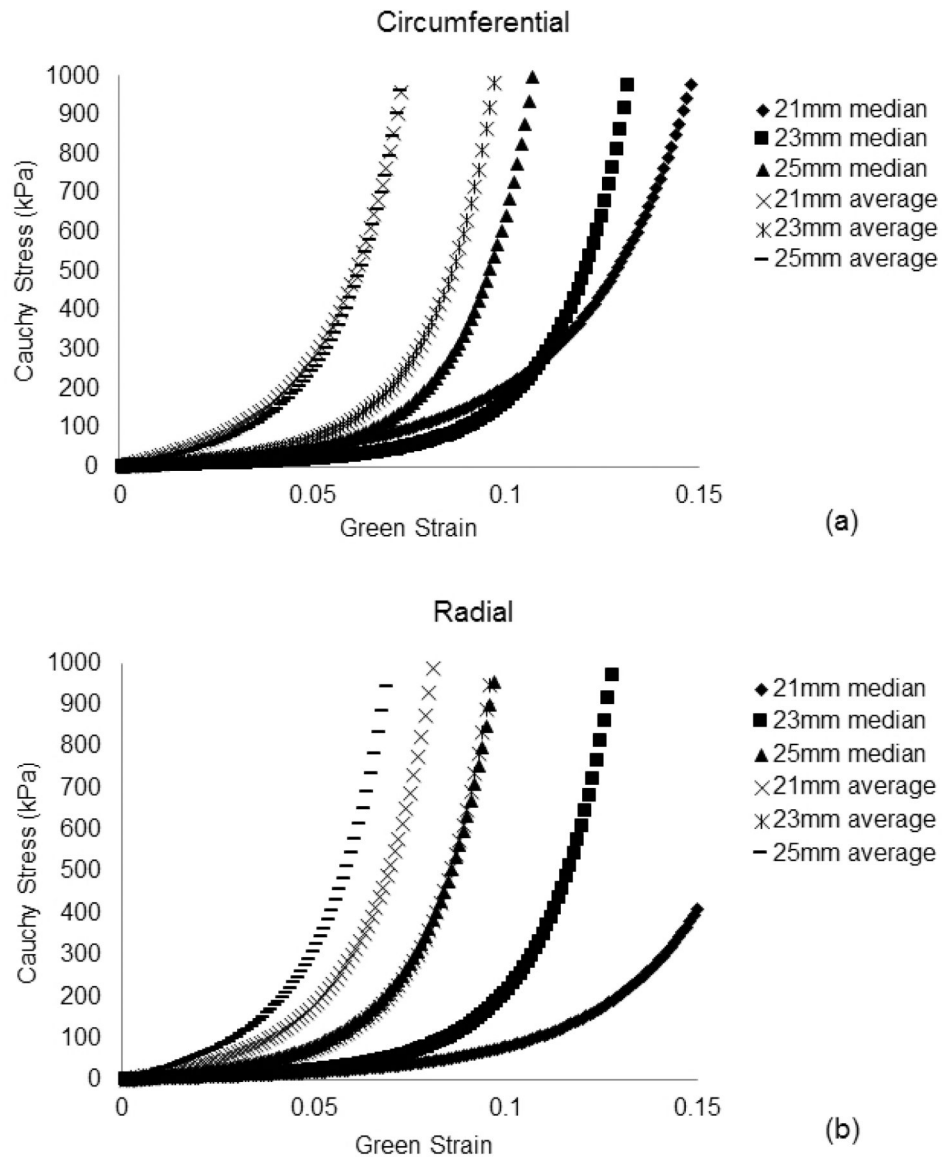 Circumferential
1000
900
800
700
600
500
400
300
200
100
0
Cauchy Stress (kPa)
0 0.05 0.1 0.15
Green Strain
21mm median
23mm median
25mm median
21mm average
23mm average
25mm average
(a)
Radial
1000
900
800
700
600
500
400
300
200
100
0
Cauchy Stress (kPa)
0 0.05 0.1 0.15
Green Strain
21mm median
23mm median
25mm median
21mm average
23mm average
25mm average
(b)